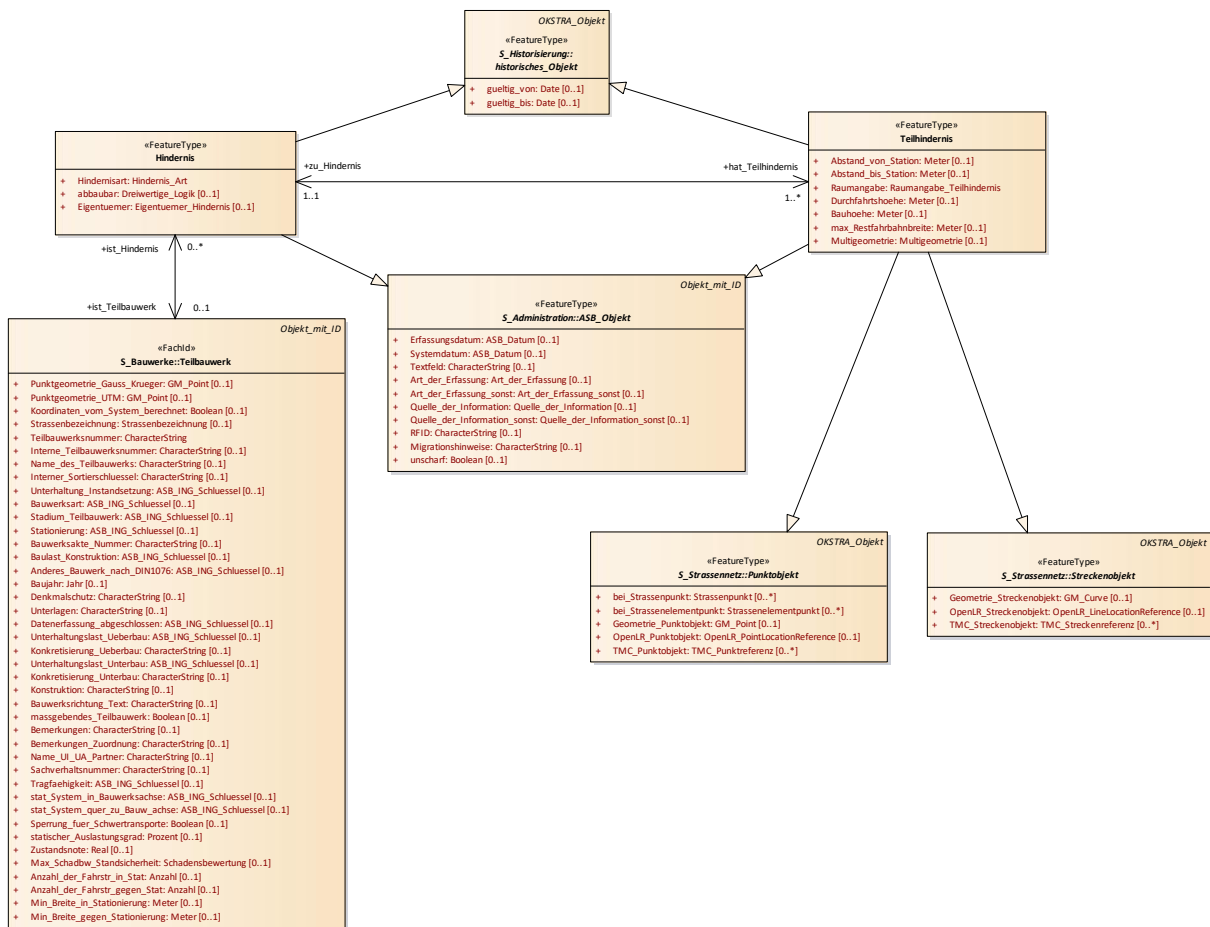 OKSTRA_Objekt
«FeatureType»
S_Historisierung::
historisches_Objekt
+ gueltig_von: Date [0..1]
+ gueltig_bis: Date [0..1]
«FeatureType»
Hindernis
+ Hindernisart: Hindernis_Art
+ abbaubar: Dreiwertige_Logik [0..1]
+ Eigentuemer: Eigentuemer_Hindernis [0..1]
+zu_Hindernis
1..1
+hat_Teilhindernis
1..*
«FeatureType»
Teilhindernis
+ Abstand_von_Station: Meter [0..1]
+ Abstand_bis_Station: Meter [0..1]
+ Raumangabe: Raumangabe_Teilhindernis
+ Durchfahrtshoehe: Meter [0..1]
+ Bauhoehe: Meter [0..1]
+ max_Restfahrbahnbreite: Meter [0..1]
+ Multigeometrie: Multigeometrie [0..1]
+ist_Hindernis
0..*
+ist_Teilbauwerk
0..1
Objekt_mit_ID
«FeatureType»
S_Administration::ASB_Objekt
+ Erfassungsdatum: ASB_Datum [0..1]
+ Systemdatum: ASB_Datum [0..1]
+ Textfeld: CharacterString [0..1]
+ Art_der_Erfassung: Art_der_Erfassung [0..1]
+ Art_der_Erfassung_sonst: Art_der_Erfassung_sonst [0..1]
+ Quelle_der_Information: Quelle_der_Information [0..1]
+ Quelle_der_Information_sonst: Quelle_der_Information_sonst [0..1]
+ RFID: CharacterString [0..1]
+ Migrationshinweise: CharacterString [0..1]
+ unscharf: Boolean [0..1]
Objekt_mit_ID
«FachId»
S_Bauwerke::Teilbauwerk
+ Punktgeometrie_Gauss_Krueger: GM_Point [0..1]
+ Punktgeometrie_UTM: GM_Point [0..1]
+ Koordinaten_vom_System_berechnet: Boolean [0..1]
+ Strassenbezeichnung: Strassenbezeichnung [0..1]
+ Teilbauwerksnummer: CharacterString
+ Interne_Teilbauwerksnummer: CharacterString [0..1]
+ Name_des_Teilbauwerks: CharacterString [0..1]
+ Interner_Sortierschluessel: CharacterString [0..1]
+ Unterhaltung_Instandsetzung: ASB_ING_Schluessel [0..1]
+ Bauwerksart: ASB_ING_Schluessel [0..1]
+ Stadium_Teilbauwerk: ASB_ING_Schluessel [0..1]
+ Stationierung: ASB_ING_Schluessel [0..1]
+ Bauwerksakte_Nummer: CharacterString [0..1]
+ Baulast_Konstruktion: ASB_ING_Schluessel [0..1]
+ Anderes_Bauwerk_nach_DIN1076: ASB_ING_Schluessel [0..1]
+ Baujahr: Jahr [0..1]
+ Denkmalschutz: CharacterString [0..1]
+ Unterlagen: CharacterString [0..1]
+ Datenerfassung_abgeschlossen: ASB_ING_Schluessel [0..1]
+ Unterhaltungslast_Ueberbau: ASB_ING_Schluessel [0..1]
+ Konkretisierung_Ueberbau: CharacterString [0..1]
+ Unterhaltungslast_Unterbau: ASB_ING_Schluessel [0..1]
+ Konkretisierung_Unterbau: CharacterString [0..1]
+ Konstruktion: CharacterString [0..1]
+ Bauwerksrichtung_Text: CharacterString [0..1]
+ massgebendes_Teilbauwerk: Boolean [0..1]
+ Bemerkungen: CharacterString [0..1]
+ Bemerkungen_Zuordnung: CharacterString [0..1]
+ Name_UI_UA_Partner: CharacterString [0..1]
+ Sachverhaltsnummer: CharacterString [0..1]
+ Tragfaehigkeit: ASB_ING_Schluessel [0..1]
+ stat_System_in_Bauwerksachse: ASB_ING_Schluessel [0..1]
+ stat_System_quer_zu_Bauw_achse: ASB_ING_Schluessel [0..1]
+ Sperrung_fuer_Schwertransporte: Boolean [0..1]
+ statischer_Auslastungsgrad: Prozent [0..1]
+ Zustandsnote: Real [0..1]
+ Max_Schadbw_Standsicherheit: Schadensbewertung [0..1]
+ Anzahl_der_Fahrstr_in_Stat: Anzahl [0..1]
+ Anzahl_der_Fahrstr_gegen_Stat: Anzahl [0..1]
+ Min_Breite_in_Stationierung: Meter [0..1]
+ Min_Breite_gegen_Stationierung: Meter [0..1]
OKSTRA_Objekt
«FeatureType»
S_Strassennetz::Punktobjekt
+ bei_Strassenpunkt: Strassenpunkt [0..*]
+ bei_Strassenelementpunkt: Strassenelementpunkt [0..*]
+ Geometrie_Punktobjekt: GM_Point [0..1]
+ OpenLR_Punktobjekt: OpenLR_PointLocationReference [0..1]
+ TMC_Punktobjekt: TMC_Punktreferenz [0..*]
OKSTRA_Objekt
«FeatureType»
S_Strassennetz::Streckenobjekt
+ Geometrie_Streckenobjekt: GM_Curve [0..1]
+ OpenLR_Streckenobjekt: OpenLR_LineLocationReference [0..1]
+ TMC_Streckenobjekt: TMC_Streckenreferenz [0..*]